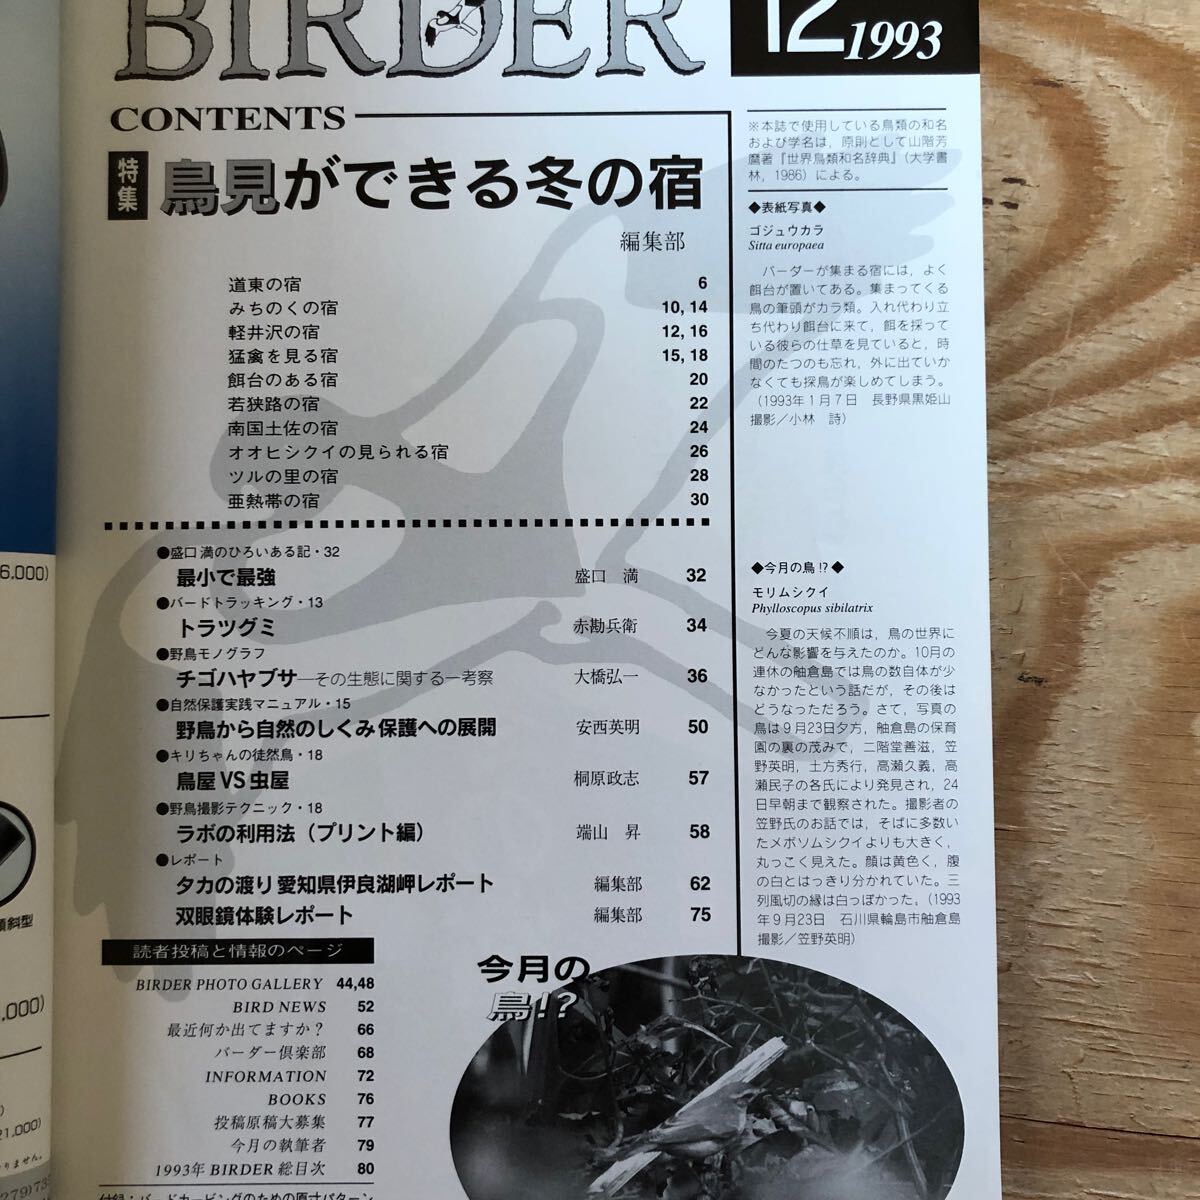 BIRDER
12 1993
CONTENTS
特集 鳥見ができる冬の宿
編集部
道東の宿 6
みちのくの宿 10, 14
軽井沢の宿 12, 16
猛禽を見る宿 15, 18
餌台のある宿 20
若狭路の宿 22
南国土佐の宿 24
オオヒシクイの見られる宿 26
ツルの里の宿 28
亜熱帯の宿 30
●盛口 満のひろいある記・32
最小で最強 盛口 満 32
●バードトラッキング・13
トラツグミ 赤勘兵衛 34
●野鳥モノグラフ
チゴハヤブサ―その生態に関する一考察 大橋弘一 36
●自然保護実践マニュアル・15
野鳥から自然のしくみ保護への展開 安西英明 50
●キリちゃんの徒然鳥・18
鳥屋 VS 虫屋 桐原政志 57
●野鳥撮影テクニック・18
ラボの利用法（プリント編） 端山 昇 58
●レポート
タカの渡り 愛知県伊良湖岬レポート 編集部 62
双眼鏡体験レポート 編集部 75
読者投稿と情報のページ
BIRDER PHOTO GALLERY 44,48
BIRD NEWS 52
最近何か出てますか？ 66
バーダー倶楽部 68
INFORMATION 72
BOOKS 76
投稿原稿大募集 77
今月の執筆者 79
1993年 BIRDER 総目次 80
付録：バードカービングのための原寸パターン
※本誌で使用している鳥類の和名
および学名は，原則として山階芳
麿著『世界鳥類和名辞典』（大学書
林，1986）による。
◆表紙写真◆
ゴジュウカラ
Sitta europaea
バーダーが集まる宿には，よく
餌台が置いてある。集まってくる
鳥の筆頭がカラ類。入れ代わり立
ち代わり餌台に来て，餌を採って
いる彼らの仕草を見ていると，時
間のたつのも忘れ，外に出ていか
なくても探鳥が楽しめてしまう。
（1993年1月7日 長野県黒姫山
撮影／小林 詩）
◆今月の鳥!?◆
モリムシクイ
Phylloscopus sibilatrix
今夏の天候不順は，鳥の世界に
どんな影響を与えたのか。10月の
連休の舳倉島では鳥の数自体が少
なかったという話だが，その後は
どうなっただろう。さて，写真の
鳥は9月23日夕方，舳倉島の保育
園の裏の茂みで，二階堂善滋，笠
野英明，土方秀行，高瀬久義，高
瀬民子の各氏により発見され，24
日早朝まで観察された。撮影者の
笠野氏のお話では，そばに多数い
たメボソムシクイよりも大きく，
丸っこく見えた。顔は黄色く，腹
の白とはっきり分かれていた。三
列風切の縁は白っぽかった。（1993
年9月23日 石川県輪島市舳倉島
撮影／笠野英明）
今月の
鳥!?
6,000)
傾斜型
,000)
21,000)